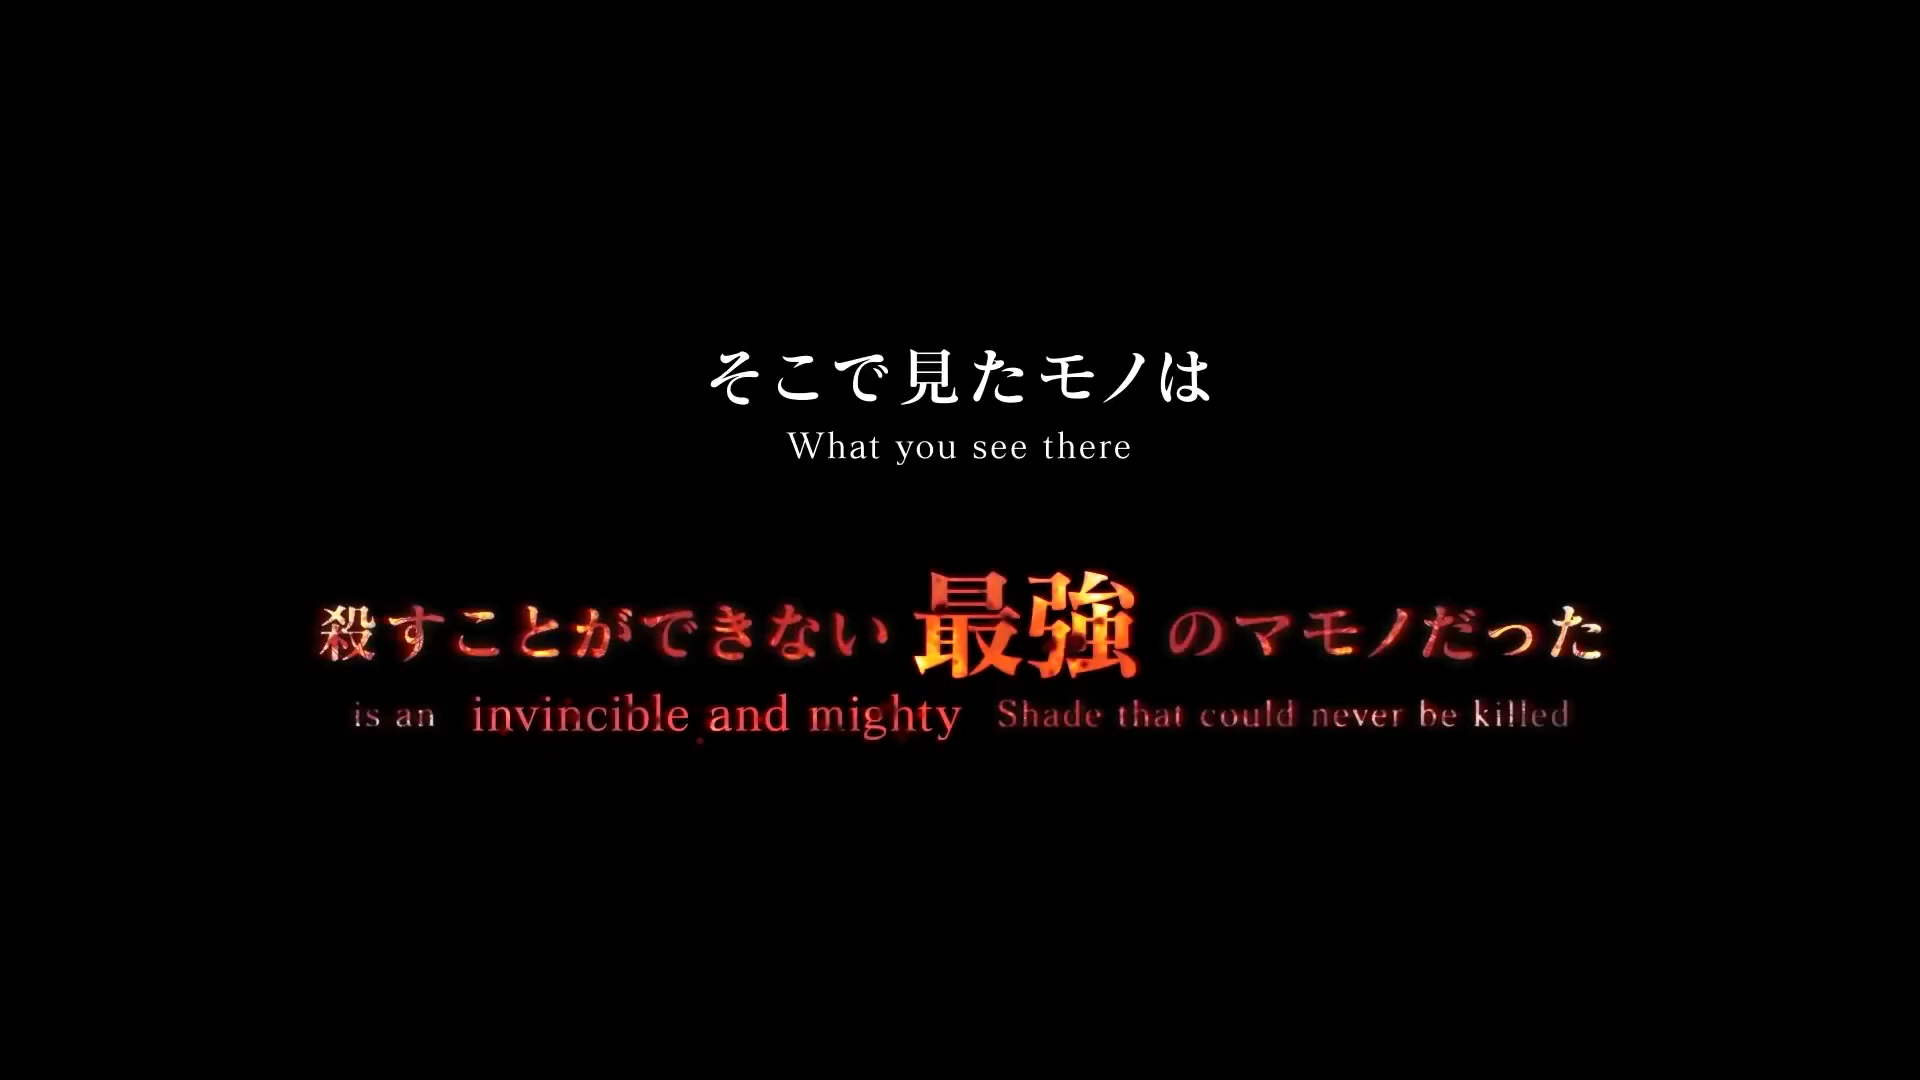 そこで見たモノは
What you see there
殺すことができない 最強 のマモノだった
is an invincible and mighty Shade that could never be killed